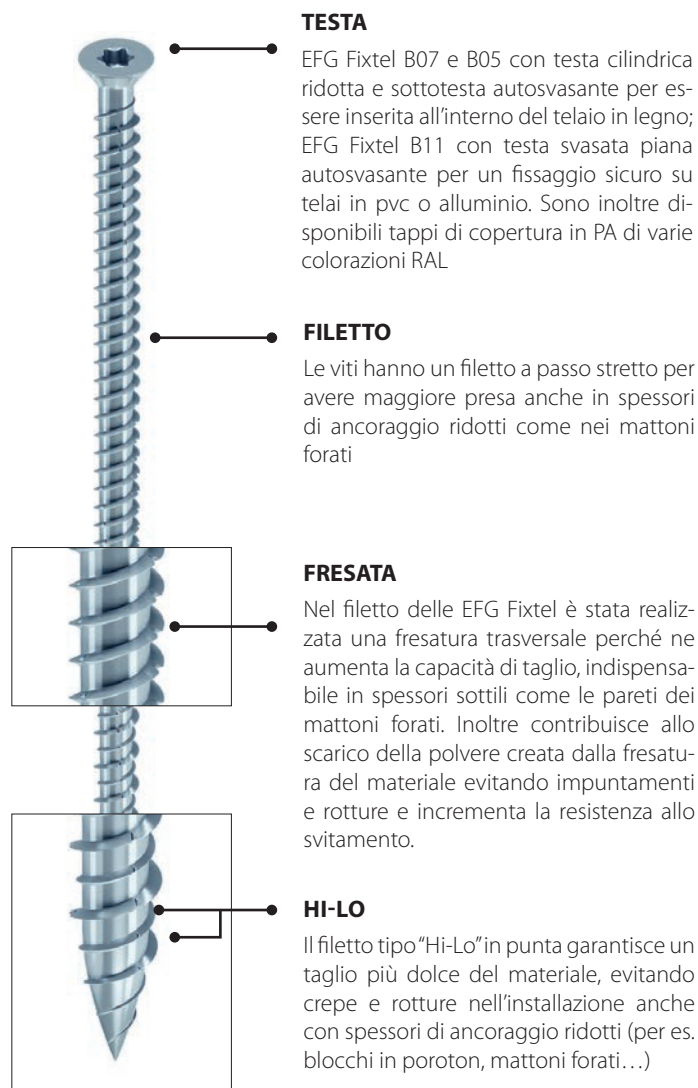 TESTA
EFG Fixtel B07 e B05 con testa cilindrica
ridotta e sottotesta autosvasante per es-
sere inserita all'interno del telaio in legno;
EFG Fixtel B11 con testa svasata piana
autosvasante per un fissaggio sicuro su
telai in pvc o alluminio. Sono inoltre di-
sponibili tappi di copertura in PA di varie
colorazioni RAL
FILETTO
Le viti hanno un filetto a passo stretto per
avere maggiore presa anche in spessori
di ancoraggio ridotti come nei mattoni
forati
FRESATA
Nel filetto delle EFG Fixtel è stata realiz-
zata una fresatura trasversale perché ne
aumenta la capacità di taglio, indispensa-
bile in spessori sottili come le pareti dei
mattoni forati. Inoltre contribuisce allo
scarico della polvere creata dalla fresatu-
ra del materiale evitando impuntamenti
e rotture e incrementa la resistenza allo
svitamento.
HI-LO
Il filetto tipo "Hi-Lo" in punta garantisce un
taglio più dolce del materiale, evitando
crepe e rotture nell'installazione anche
con spessori di ancoraggio ridotti (per es.
blocchi in poroton, mattoni forati…)